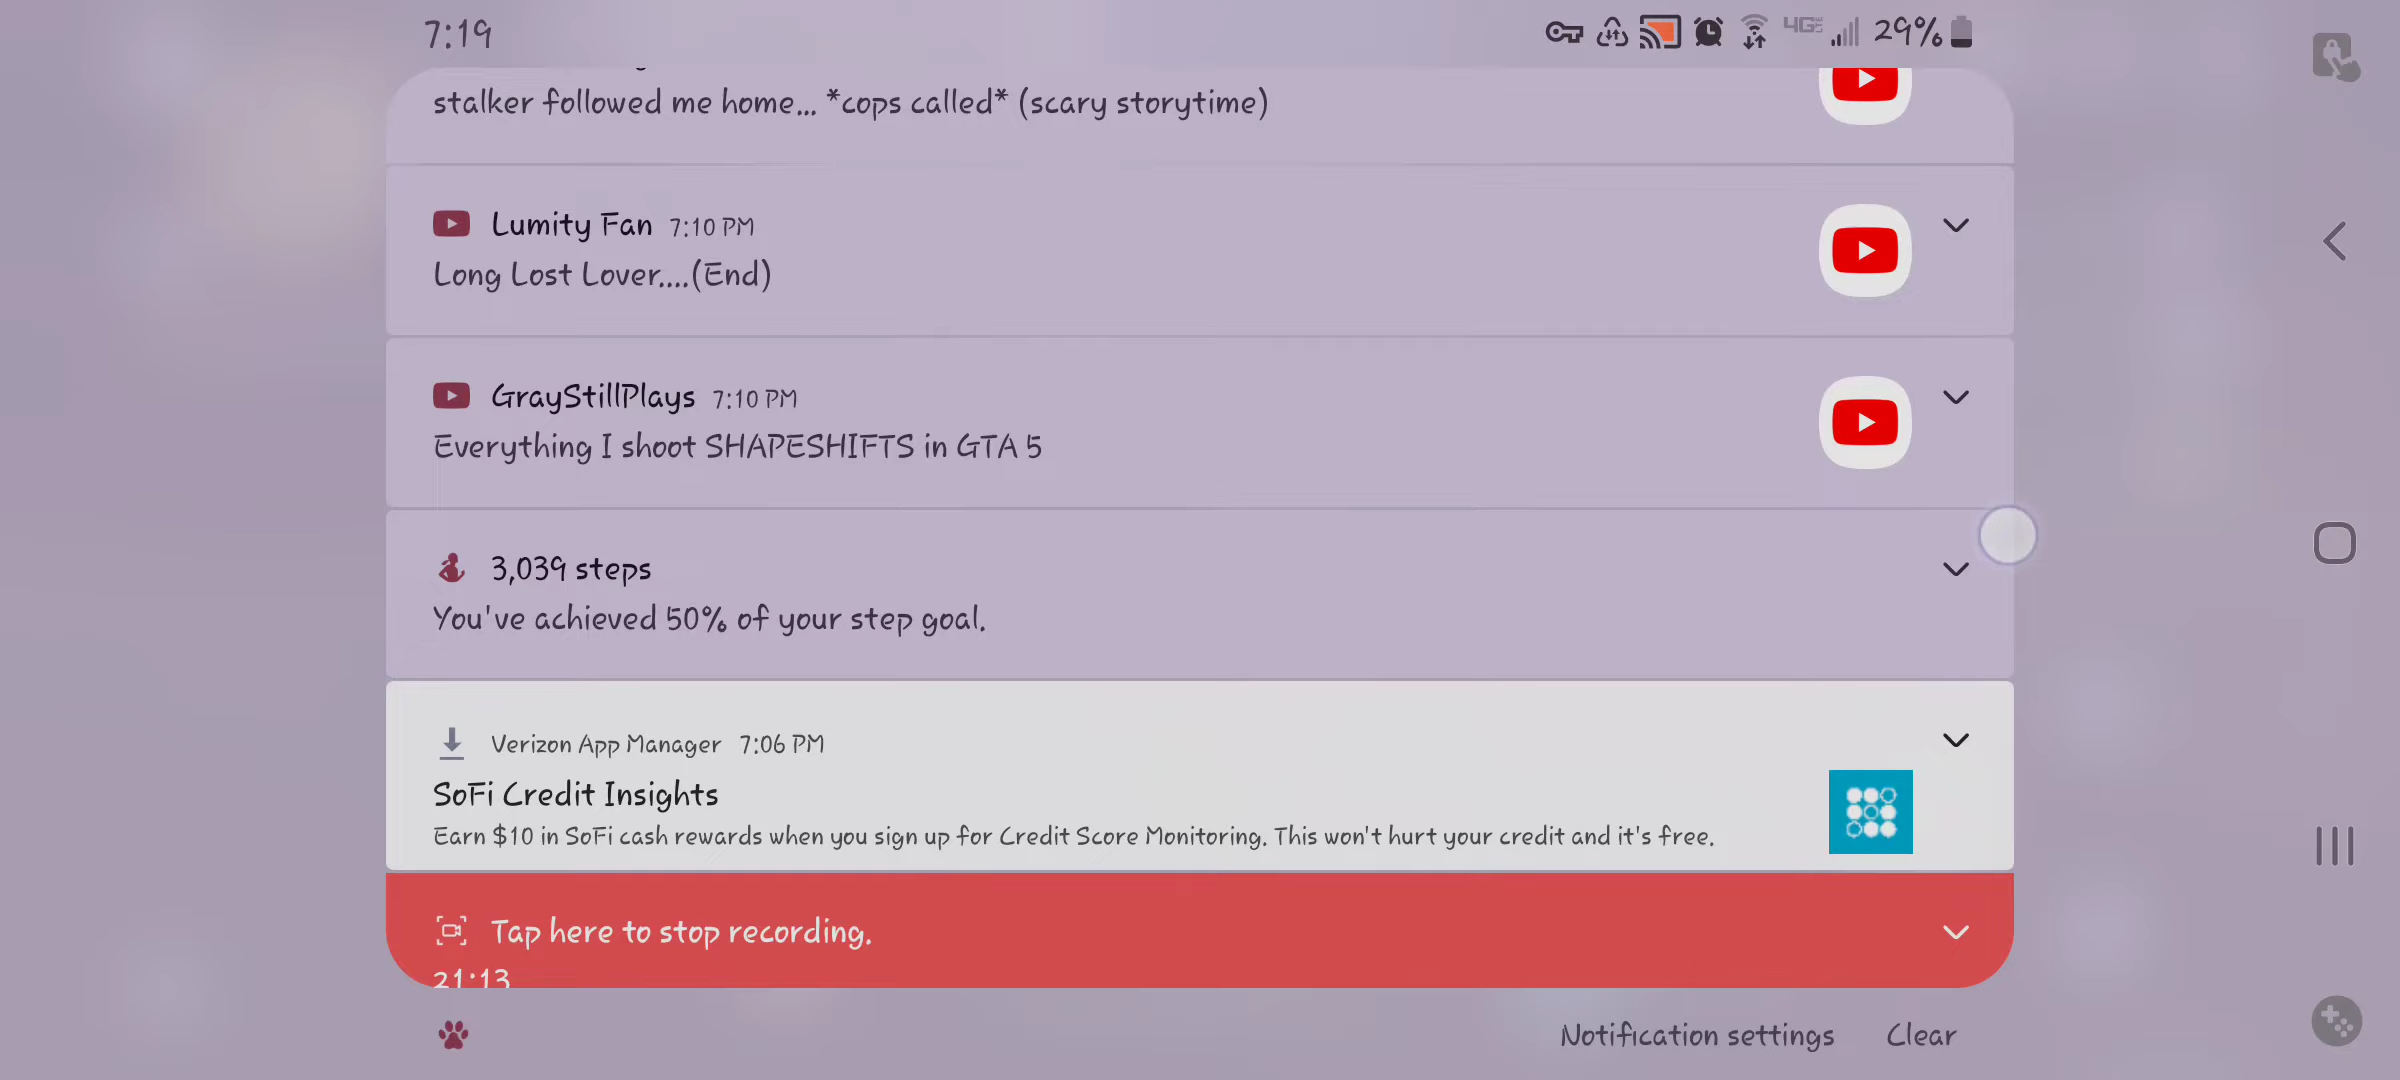 7:19
4G
29%
stalker followed me home... *cops called* (scary storytime)
Lumity Fan 7:10 PM
Long Lost Lover....(End)
GrayStillPlays 7:10 PM
Everything I shoot SHAPESHIFTS in GTA 5
3,039 steps
You've achieved 50% of your step goal.
Verizon App Manager 7:06 PM
SoFi Credit Insights
Earn $10 in SoFi cash rewards when you sign up for Credit Score Monitoring. This won't hurt your credit and it's free.
Tap here to stop recording.
21:13
Notification settings Clear